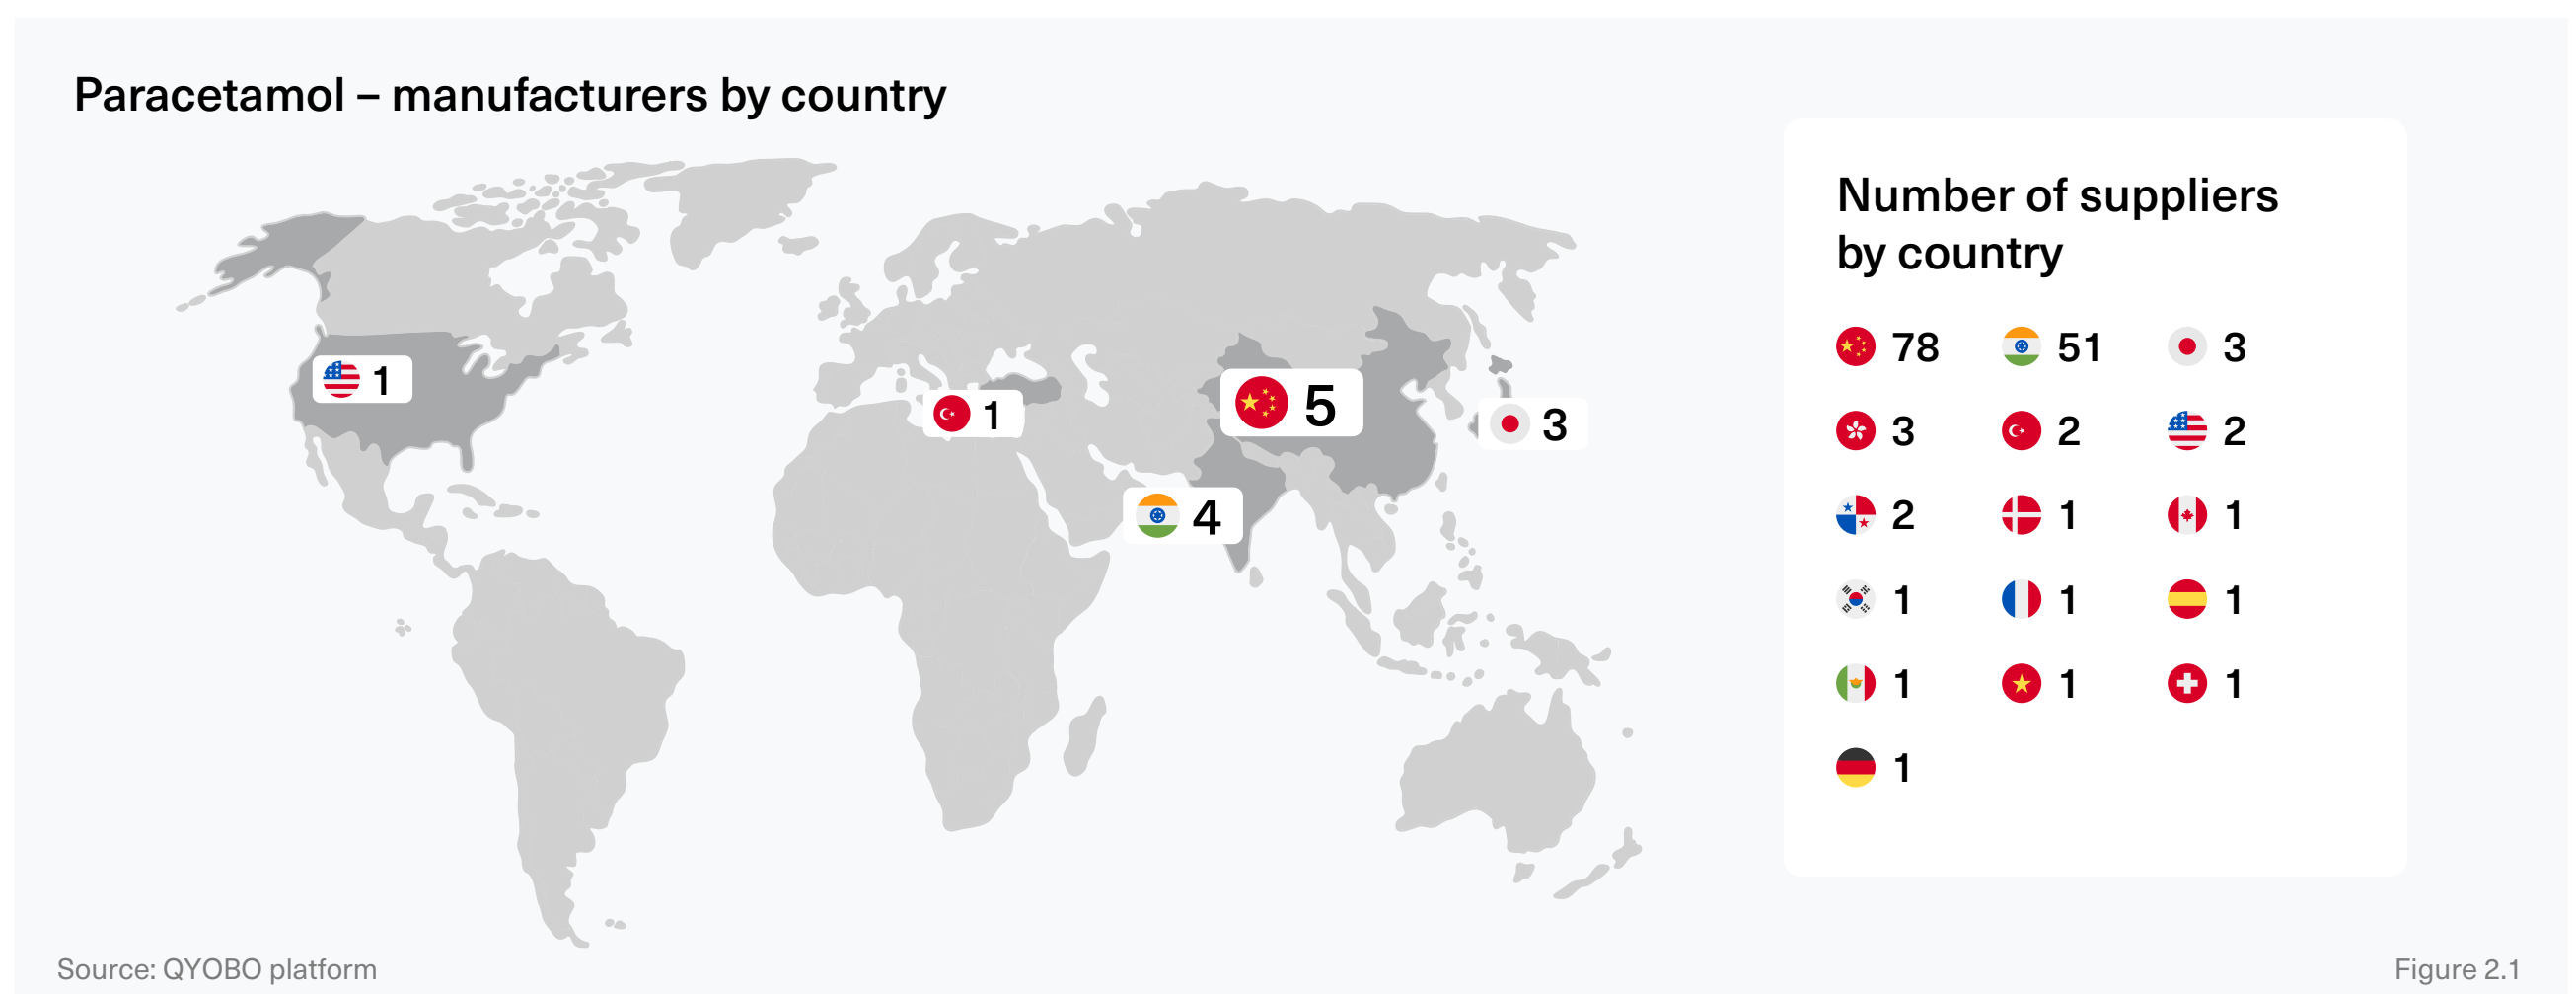 Paracetamol – manufacturers by country
1
1
5
3
4
Number of suppliers
by country
78 51 3
3 2 2
2 1 1
1 1 1
1 1 1
1
Source: QYOBO platform
Figure 2.1